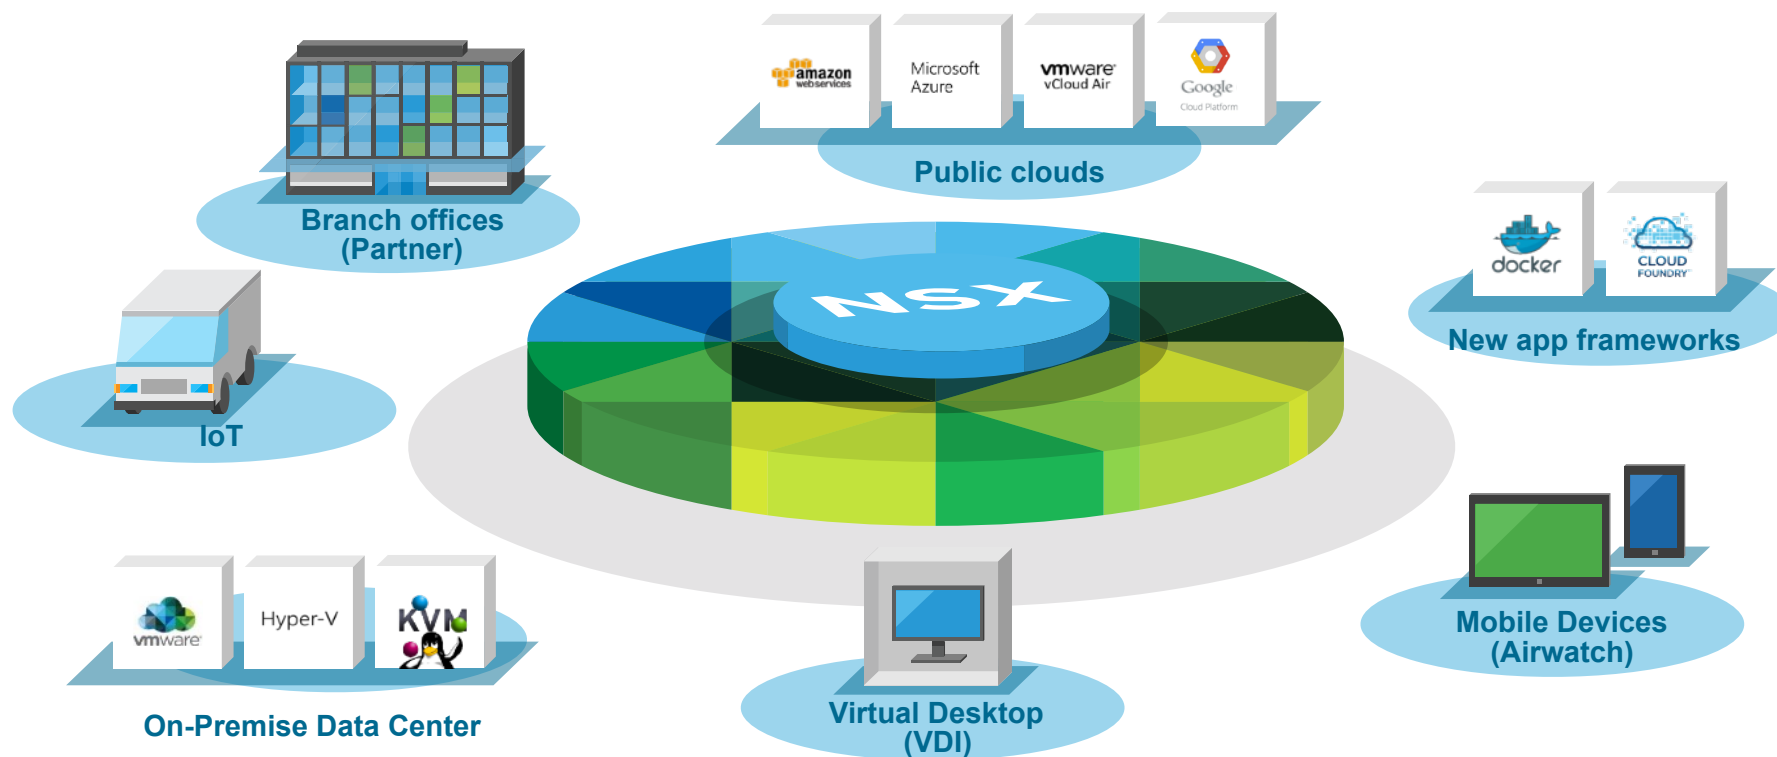 amazon
webservices
Microsoft
Azure
vmware
vCloud Air
Google
Cloud Platform
Public clouds
Branch offices
(Partner)
docker
CLOUD
FOUNDRY
New app frameworks
NSX
IoT
vmware
Hyper-V
KVM
On-Premise Data Center
Virtual Desktop
(VDI)
Mobile Devices
(Airwatch)